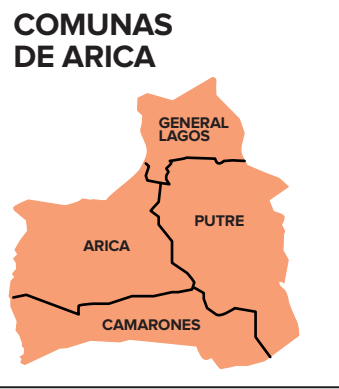 COMUNAS
DE ARICA
GENERAL
LAGOS
PUTRE
ARICA
CAMARONES